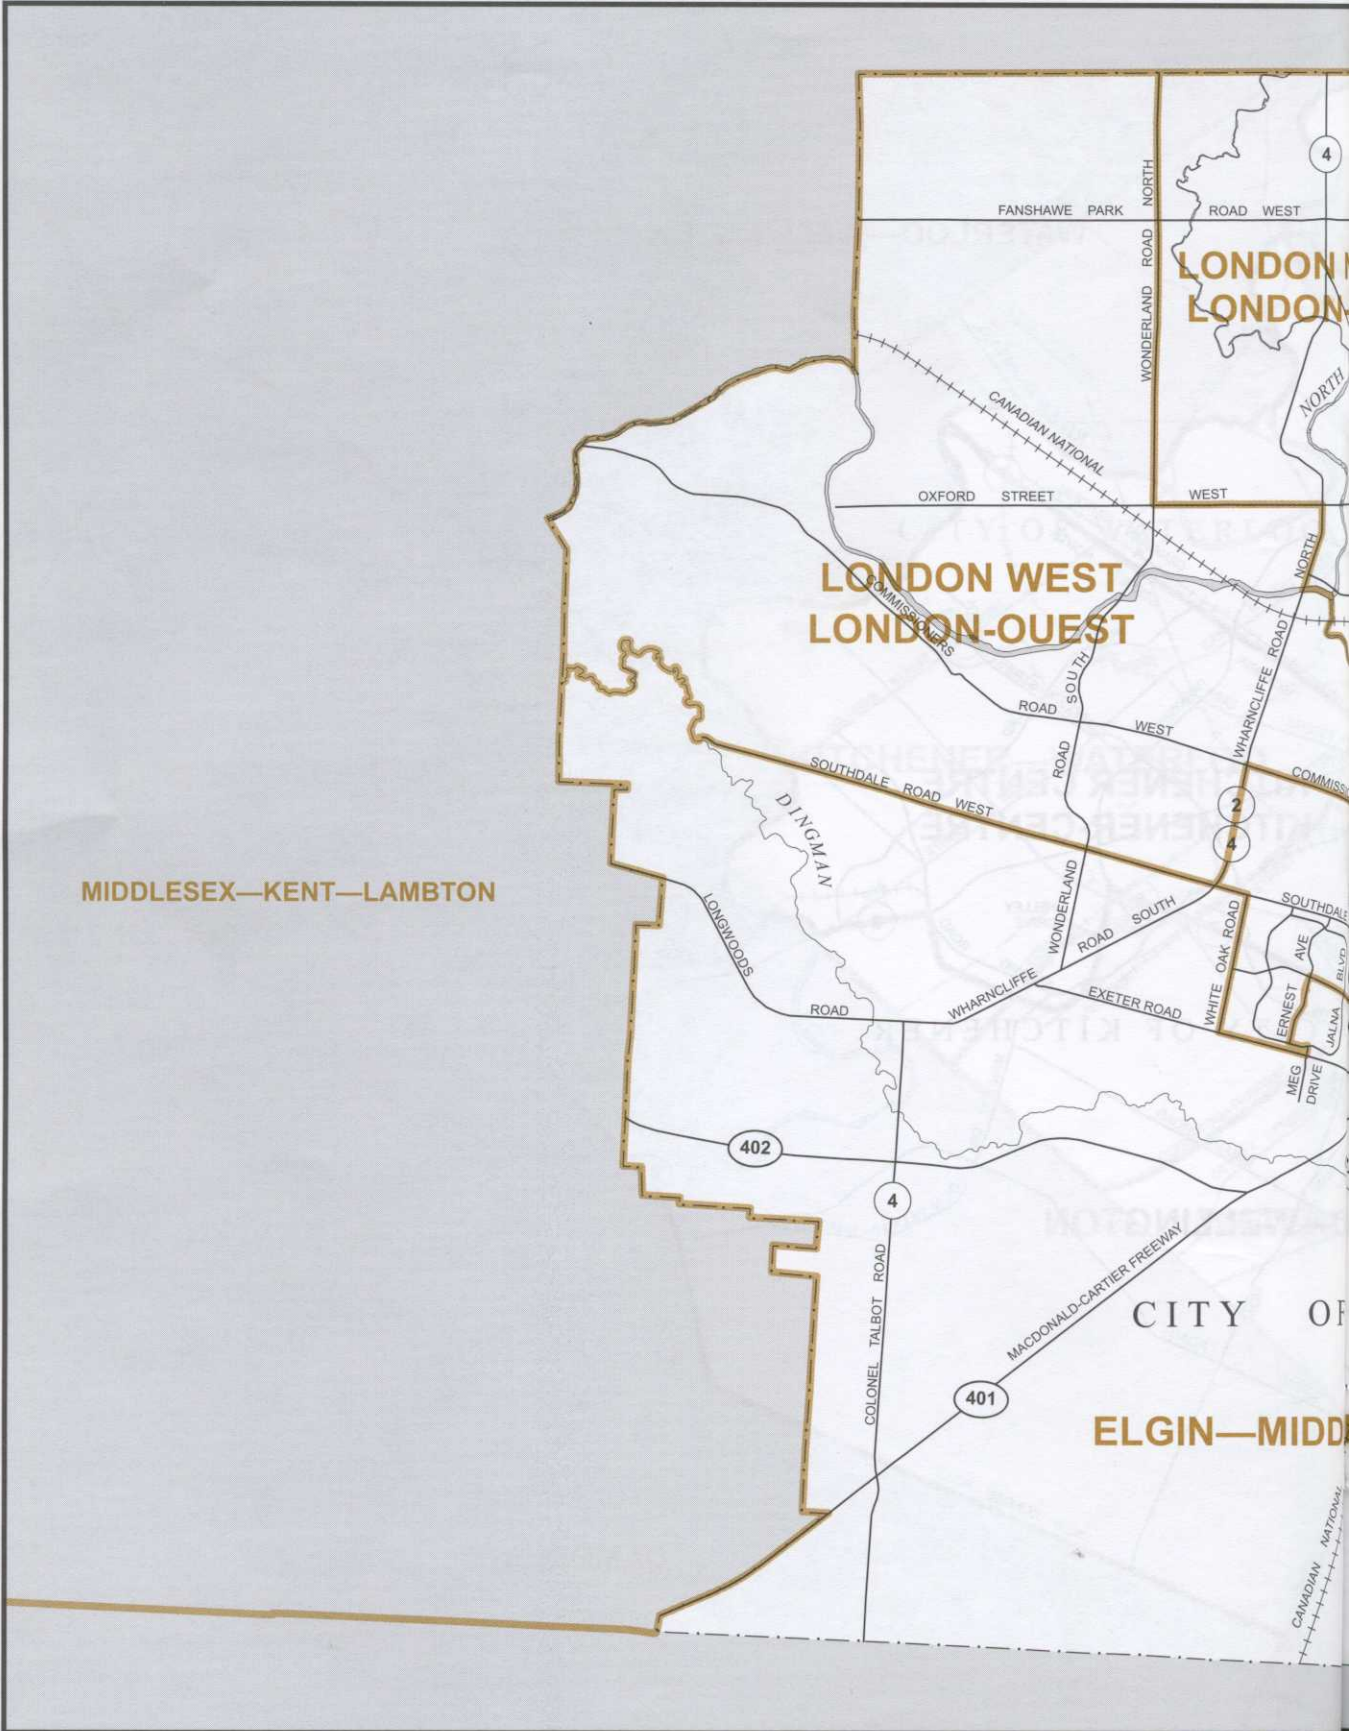 4
FANSHAWE PARK ROAD WEST
WONDERLAND ROAD NORTH
LONDON
LONDON-
NORTH
CANADIAN NATIONAL
OXFORD STREET WEST
LONDON WEST
LONDON-OUEST
COMMISSIONERS ROAD WEST
WONDERLAND ROAD SOUTH
WHARNCLIFFE ROAD NORTH
COMMISS
SOUTHDALE ROAD WEST
2
4
DINGMAN
MIDDLESEX—KENT—LAMBTON
LONGWOODS ROAD
WHARNCLIFFE ROAD SOUTH
EXETER ROAD
WHITE OAK ROAD
SOUTHDALE
ERNEST AVE
JALNA BLVD
MEG DRIVE
402
4
COLONEL TALBOT ROAD
MACDONALD-CARTIER FREEWAY
CITY OF
401
ELGIN—MIDD
CANADIAN NATIONAL